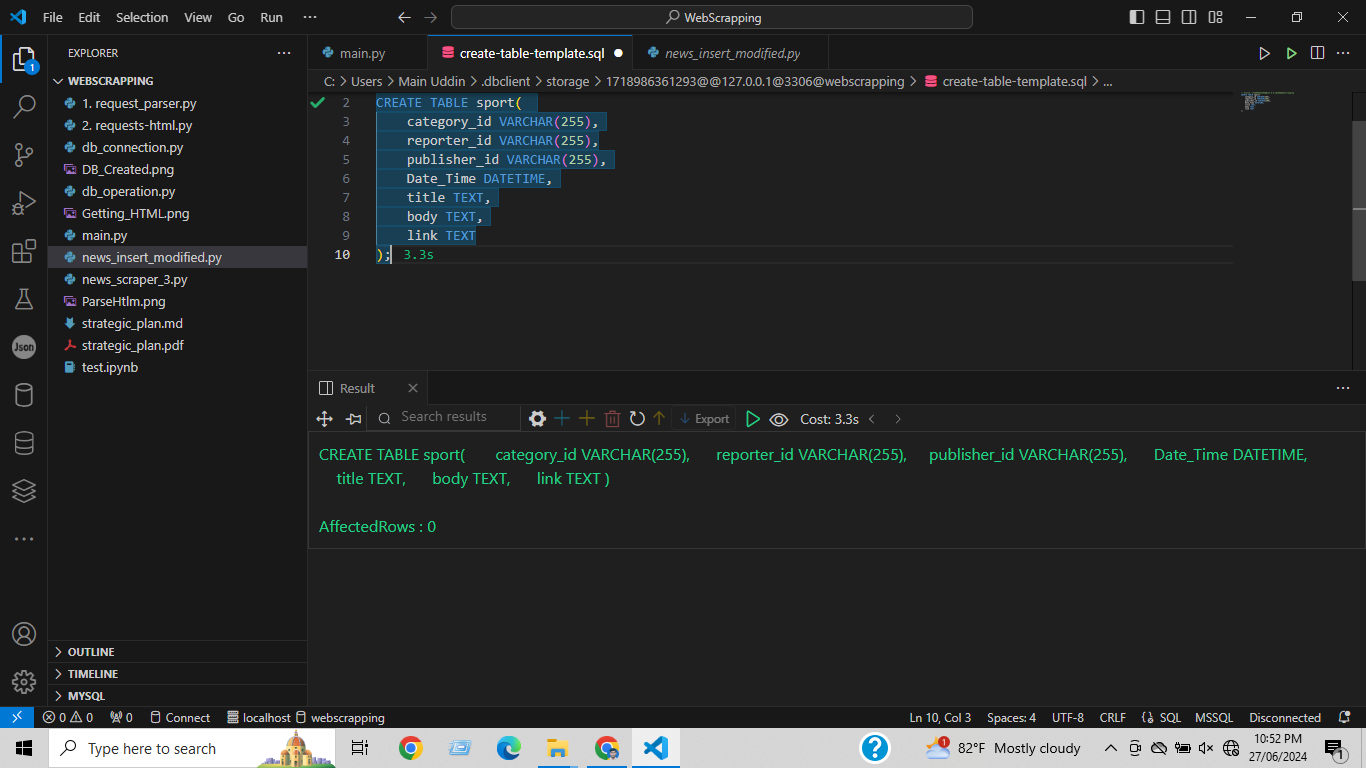 File Edit Selection View Go Run ··· WebScrapping
EXPLORER ···
WEBSCRAPPING
1. request_parser.py
2. requests-html.py
db_connection.py
DB_Created.png
db_operation.py
Getting_HTML.png
main.py
news_insert_modified.py
news_scraper_3.py
ParseHtlm.png
strategic_plan.md
strategic_plan.pdf
test.ipynb
OUTLINE
TIMELINE
MYSQL
1
Json
main.py create-table-template.sql news_insert_modified.py
C: > Users > Main Uddin > .dbclient > storage > 1718986361293@@127.0.0.1@3306@webscrapping > create-table-template.sql > ...
2 CREATE TABLE sport(
3 category_id VARCHAR(255),
4 reporter_id VARCHAR(255),
5 publisher_id VARCHAR(255),
6 Date_Time DATETIME,
7 title TEXT,
8 body TEXT,
9 link TEXT
10 ); 3.3s
Result
Search results Export Cost: 3.3s
CREATE TABLE sport( category_id VARCHAR(255), reporter_id VARCHAR(255), publisher_id VARCHAR(255), Date_Time DATETIME,
title TEXT, body TEXT, link TEXT )
AffectedRows : 0
0 0 0 Connect localhost webscrapping Ln 10, Col 3 Spaces: 4 UTF-8 CRLF SQL MSSQL Disconnected
Type here to search 1 82°F Mostly cloudy 10:52 PM
27/06/2024 1